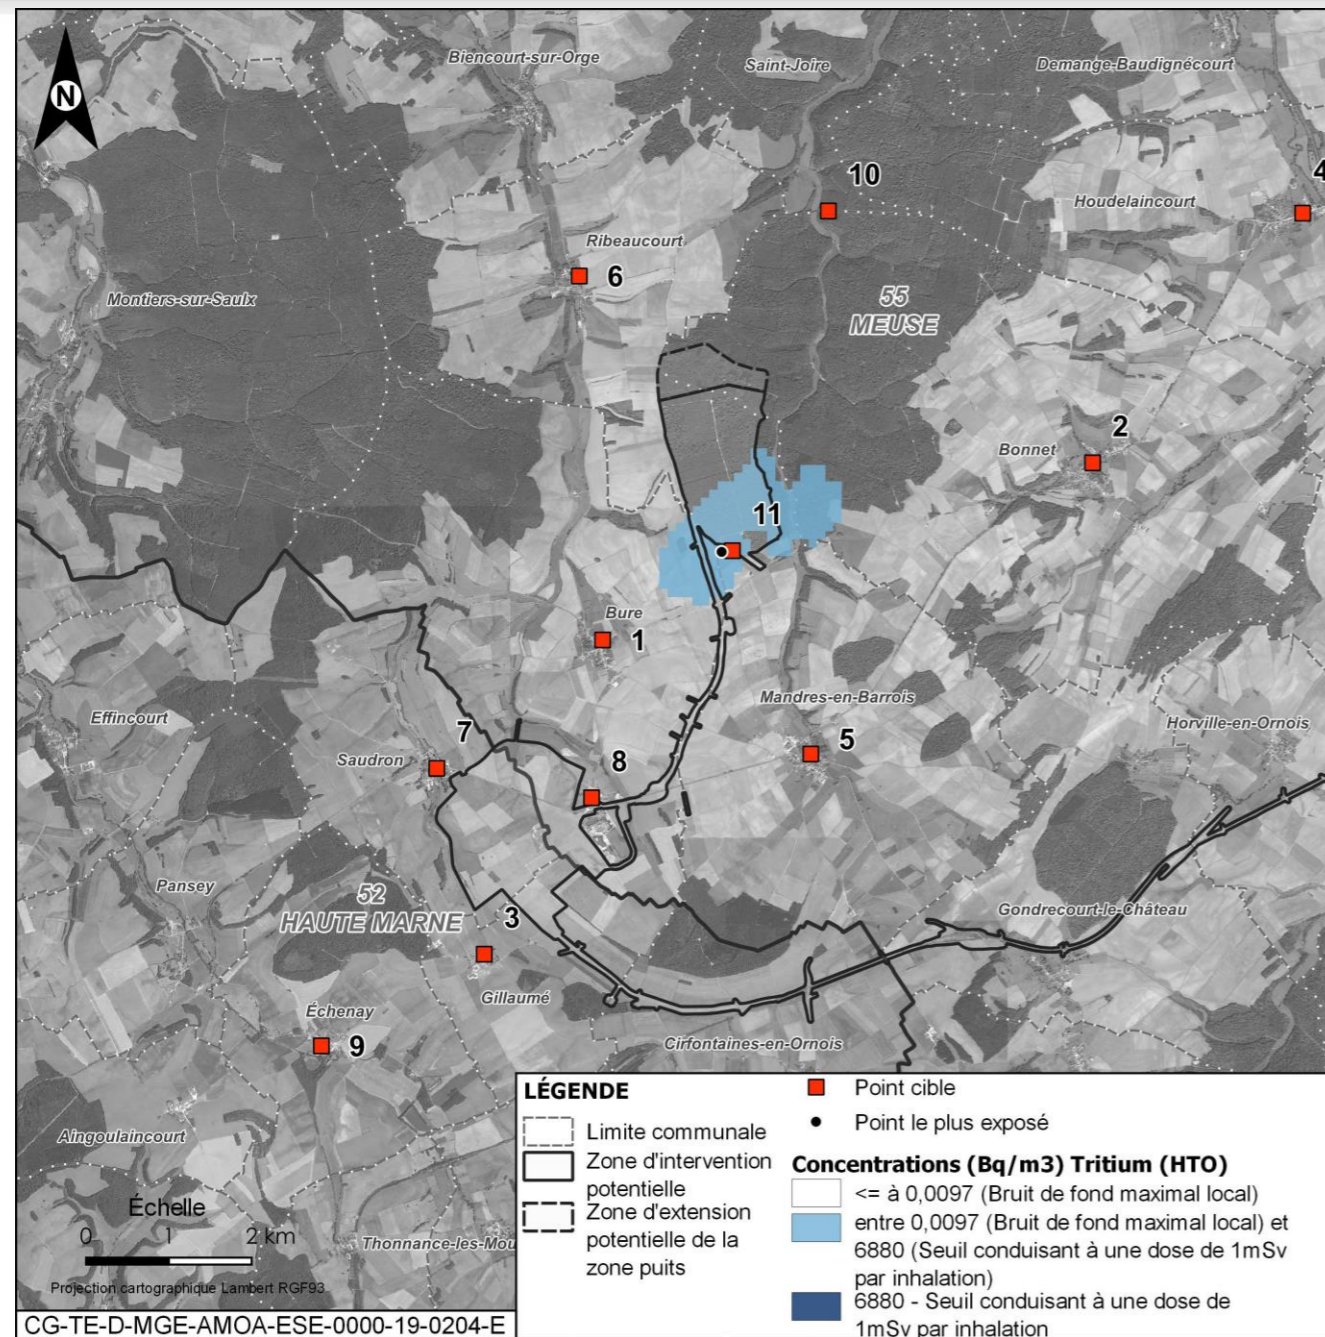 N
Biencourt-sur-Orge
Saint-Joire
Demange-Baudignécourt
10
4
Houdelaincourt
Ribeaucourt
6
Montiers-sur-Saulx
55
MEUSE
2
Bonnet
11
Bure
1
Mandres-en-Barrois
Effincourt
Horville-en-Ornois
7
5
Saudron
8
Pansey
52
HAUTE MARNE
Gondrecourt-le-Château
3
Gillaumé
Échenay
9
Cirfontaines-en-Ornois
Aingoulaincourt
Échelle
0 1 2 km
Thonnance-les-Mou
Projection cartographique Lambert RGF93
CG-TE-D-MGE-AMOA-ESE-0000-19-0204-E
LÉGENDE
Limite communale
Zone d'intervention
potentielle
Zone d'extension
potentielle de la
zone puits
Point cible
Point le plus exposé
Concentrations (Bq/m3) Tritium (HTO)
<= à 0,0097 (Bruit de fond maximal local)
entre 0,0097 (Bruit de fond maximal local) et
6880 (Seuil conduisant à une dose de 1mSv
par inhalation)
6880 - Seuil conduisant à une dose de
1mSv par inhalation